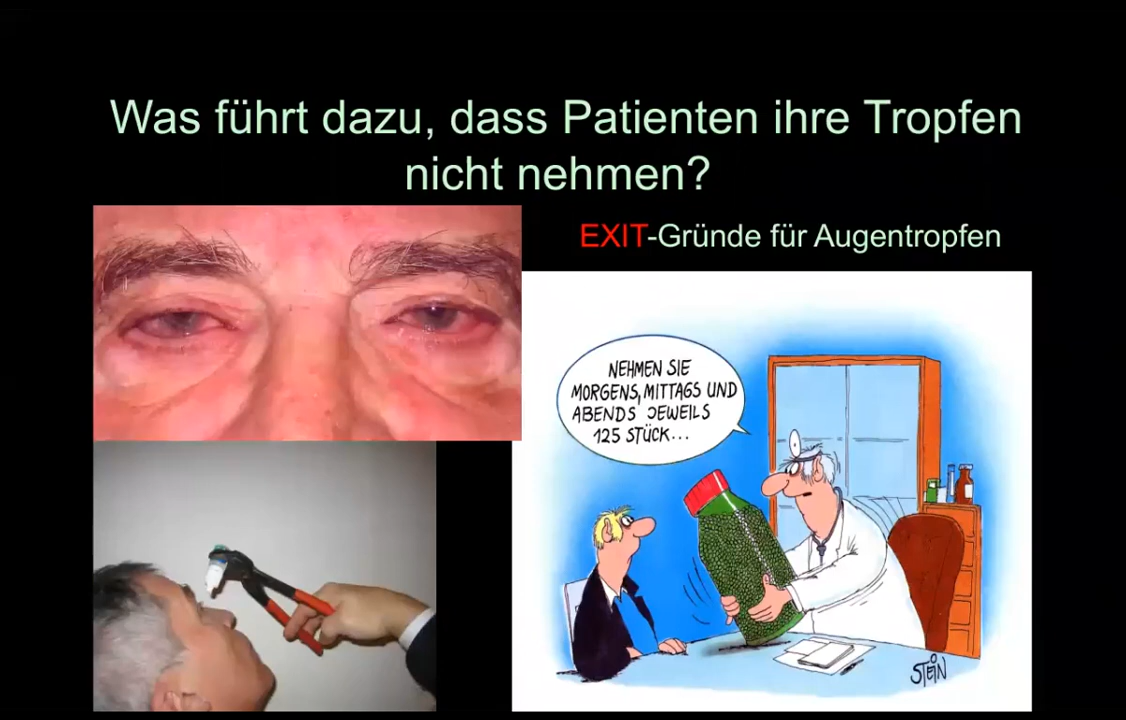 Was führt dazu, dass Patienten ihre Tropfen
nicht nehmen?
EXIT-Gründe für Augentropfen
NEHMEN SIE
MORGENS, MITTAGS UND
ABENDS JEWEILS
125 STÜCK...
STEIN